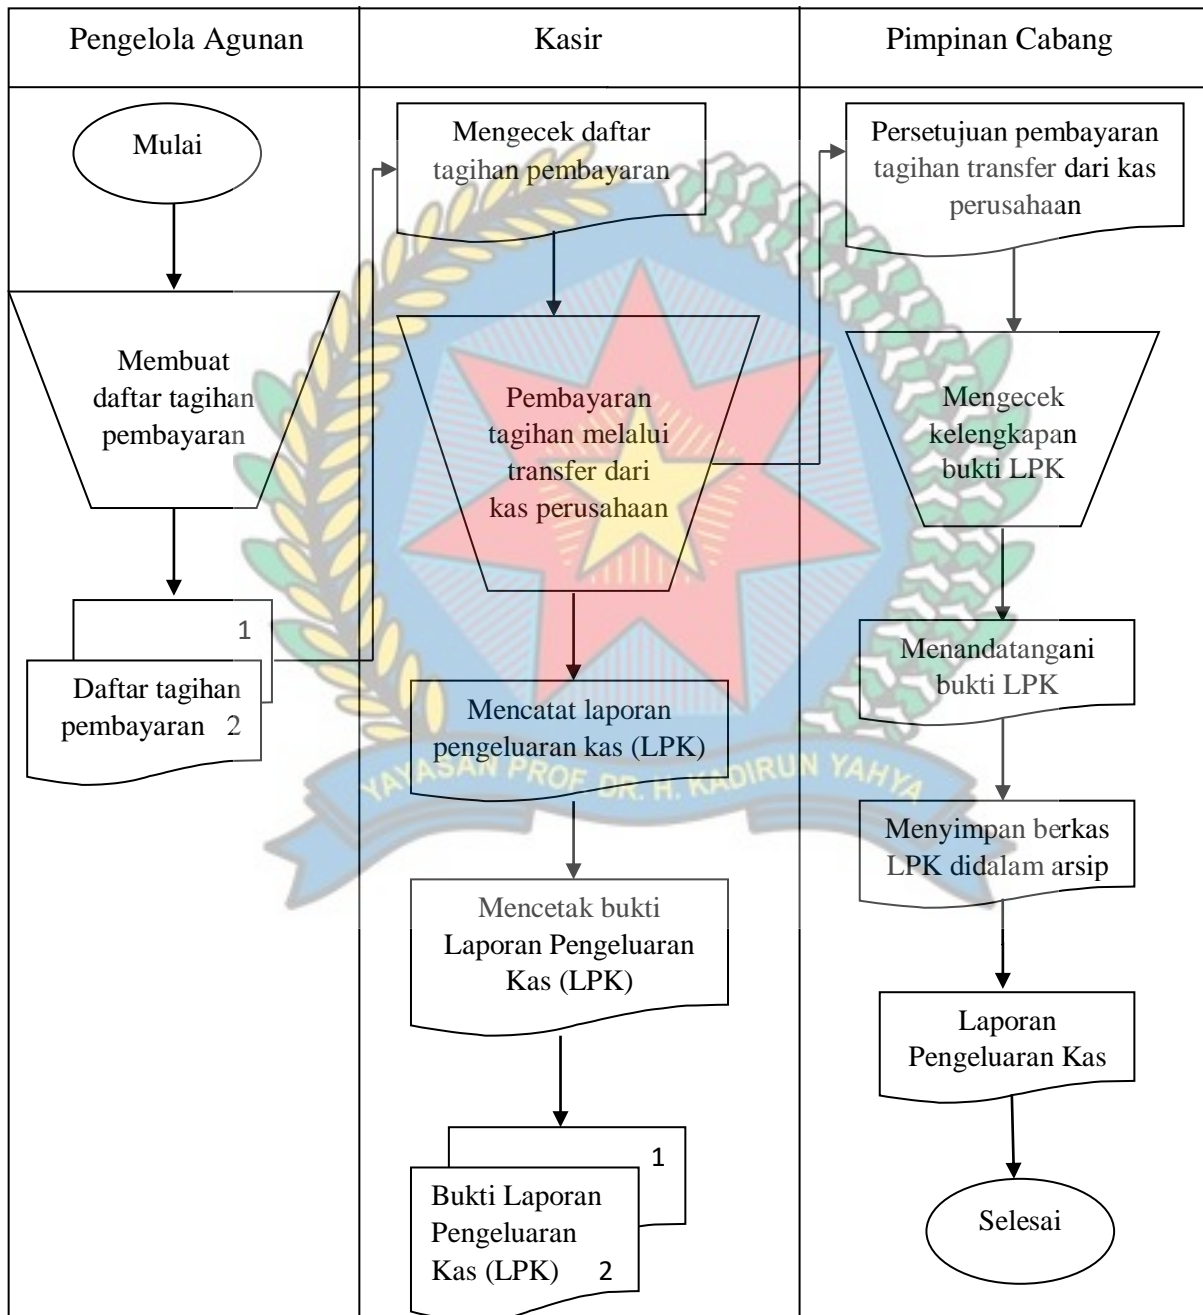 Pengelola Agunan
Kasir
Pimpinan Cabang
Mulai
Membuat
daftar tagihan
pembayaran
1
Daftar tagihan
pembayaran 2
Mengecek daftar
tagihan pembayaran
Pembayaran
tagihan melalui
transfer dari
kas perusahaan
Mencatat laporan
pengeluaran kas (LPK)
Mencetak bukti
Laporan Pengeluaran
Kas (LPK)
1
Bukti Laporan
Pengeluaran
Kas (LPK) 2
Persetujuan pembayaran
tagihan transfer dari kas
perusahaan
Mengecek
kelengkapan
bukti LPK
Menandatangani
bukti LPK
Menyimpan berkas
LPK didalam arsip
Laporan
Pengeluaran Kas
Selesai
YAYASAN PROF. DR. H. KADIRUN YAHYA